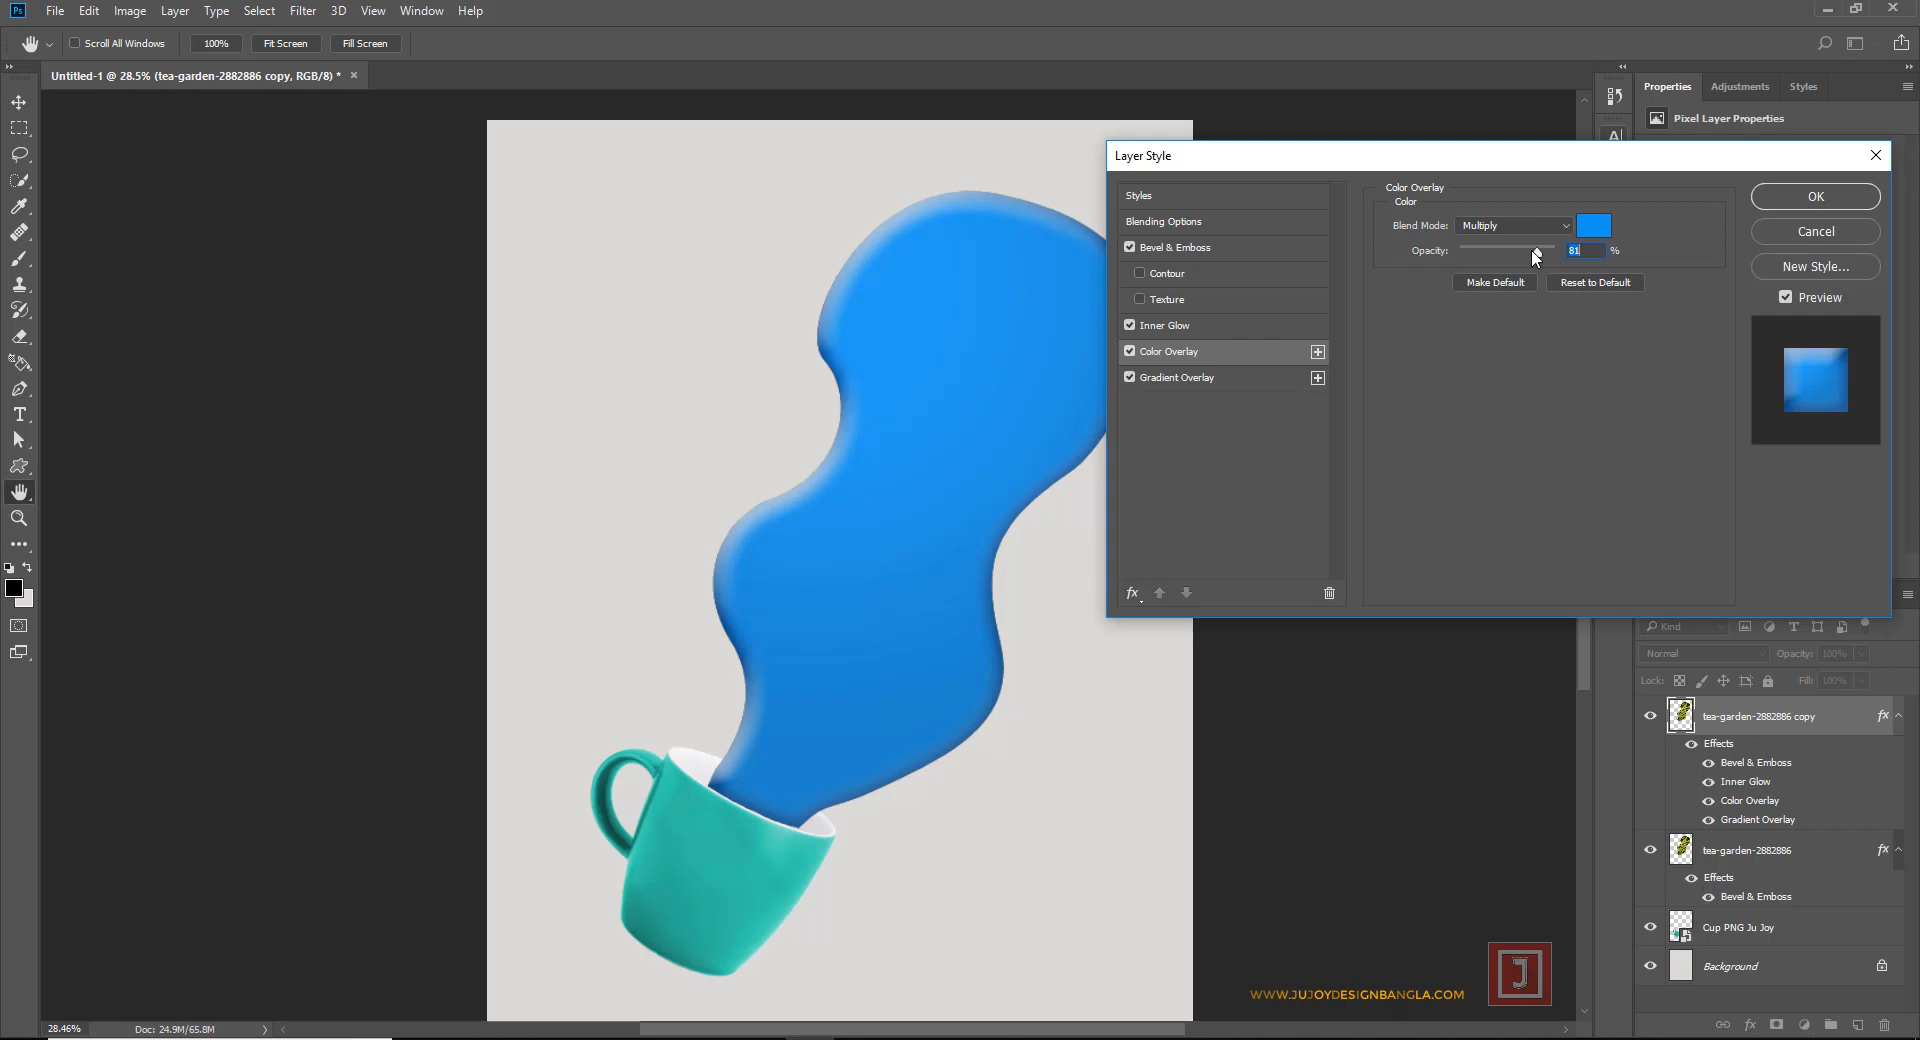 Ps File Edit Image Layer Type Select Filter 3D View Window Help
Scroll All Windows 100% Fit Screen Fill Screen
Untitled-1 @ 28.5% (tea-garden-2882886 copy, RGB/8) *
Properties Adjustments Styles
Pixel Layer Properties
Layer Style
Styles
Blending Options
Bevel & Emboss
Contour
Texture
Inner Glow
Color Overlay
Gradient Overlay
fx
Color Overlay
Color
Blend Mode: Multiply
Opacity: 81 %
Make Default Reset to Default
OK
Cancel
New Style...
Preview
Kind
Normal Opacity: 100%
Lock: Fill: 100%
tea-garden-2882886 copy fx
Effects
Bevel & Emboss
Inner Glow
Color Overlay
Gradient Overlay
tea-garden-2882886 fx
Effects
Bevel & Emboss
Cup PNG Ju Joy
Background
fx
J
WWW.JUJOYDESIGNBANGLA.COM
28.46% Doc: 24.9M/65.8M